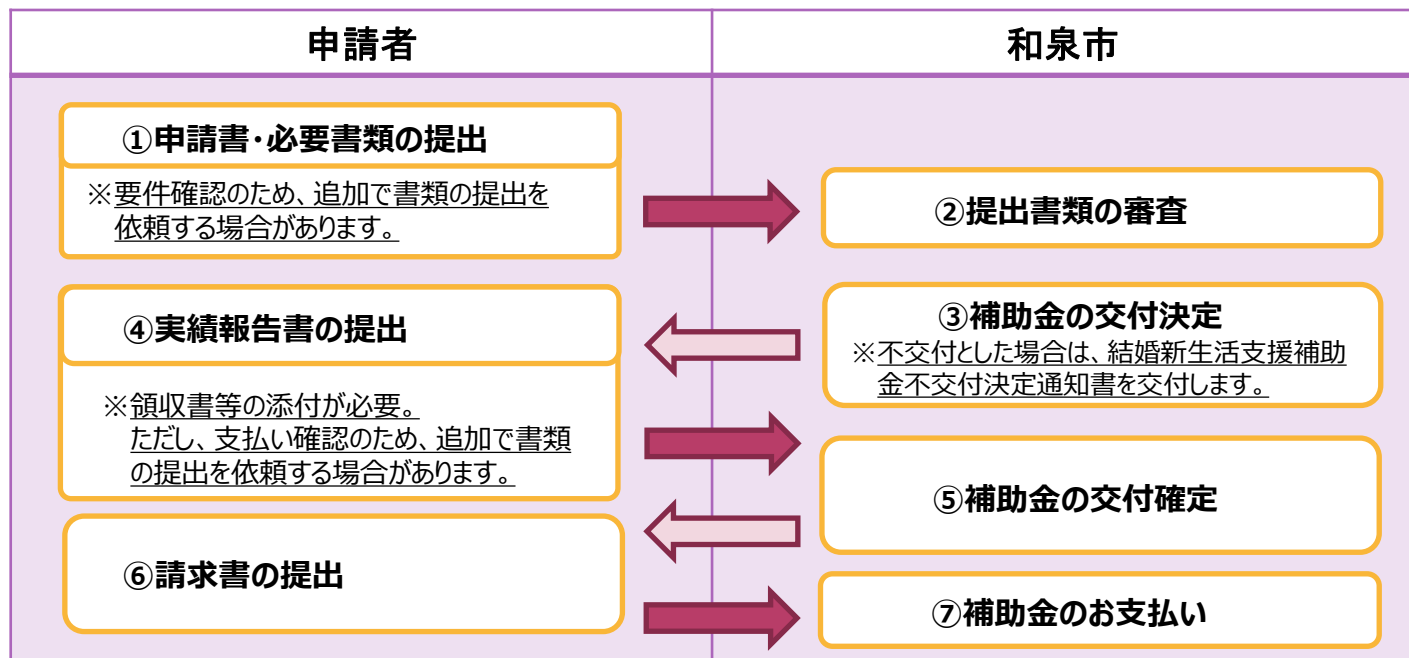 申請者
和泉市
①申請書・必要書類の提出
※要件確認のため、追加で書類の提出を
依頼する場合があります。
②提出書類の審査
③補助金の交付決定
※不交付とした場合は、結婚新生活支援補助
金不交付決定通知書を交付します。
④実績報告書の提出
※領収書等の添付が必要。
ただし、支払い確認のため、追加で書類
の提出を依頼する場合があります。
⑤補助金の交付確定
⑥請求書の提出
⑦補助金のお支払い